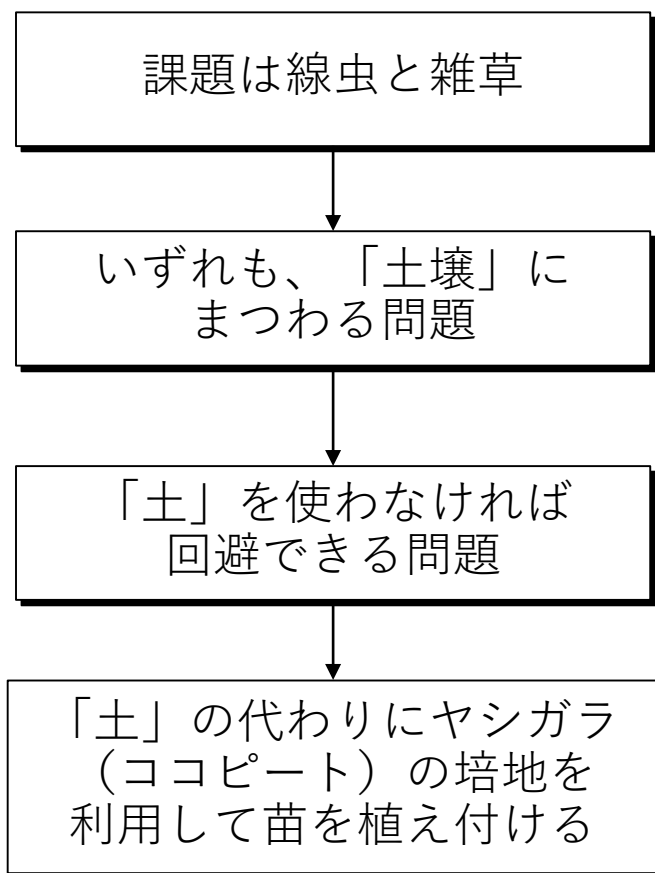 課題は線虫と雑草
いずれも、「土壌」に
まつわる問題
「土」を使わなければ
回避できる問題
「土」の代わりにヤシガラ
（ココピート）の培地を
利用して苗を植え付ける